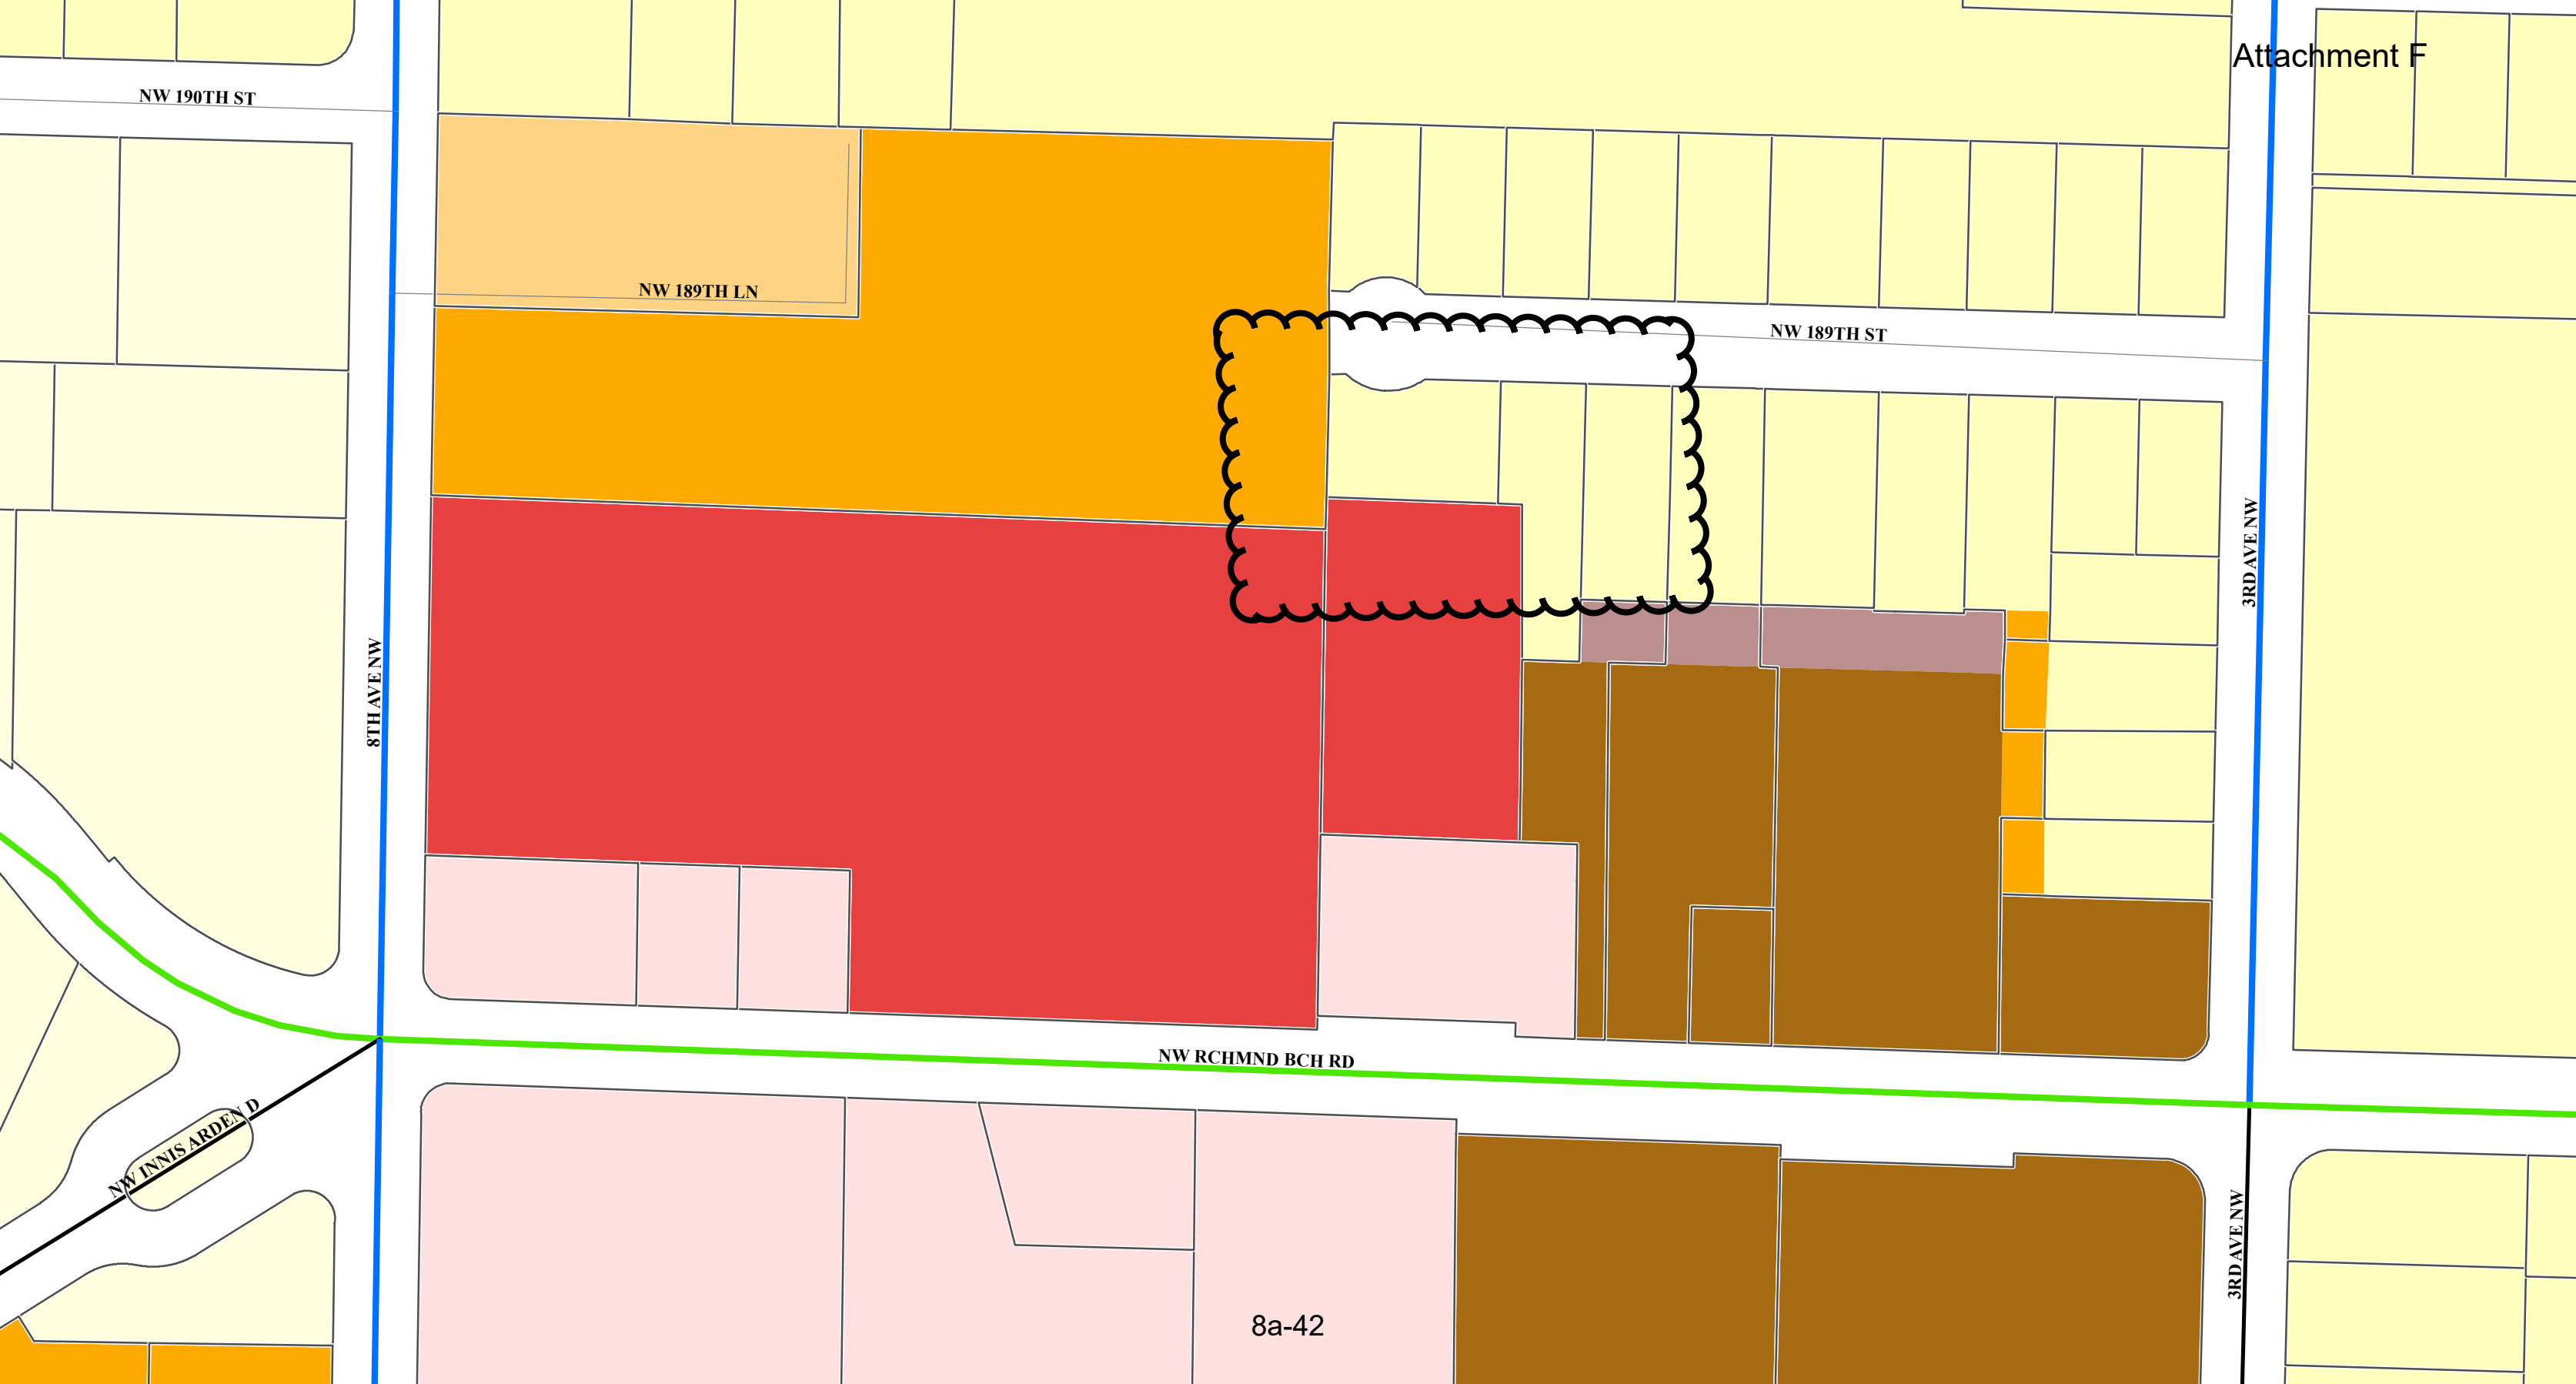 Attachment F
NW 190TH ST
NW 189TH LN
NW 189TH ST
3RD AVE NW
8TH AVE NW
NW RCHMND BCH RD
NW INNIS ARDEN D
3RD AVE NW
8a-42